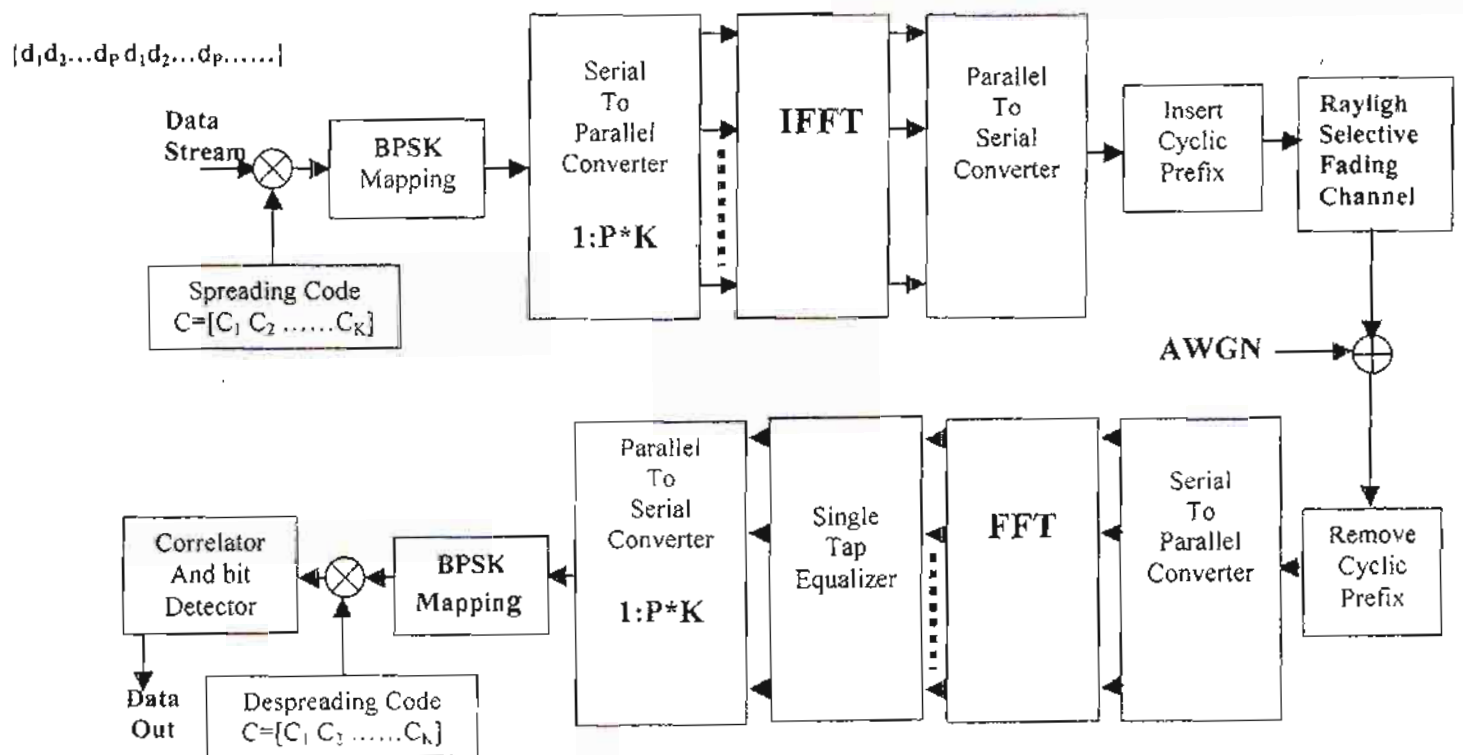 {d₁d₂...dₚ d₁d₂...dₚ......}
Data
Stream
BPSK
Mapping
Spreading Code
C=[C₁ C₂ ......C_K]
Serial
To
Parallel
Converter
1:P*K
IFFT
Parallel
To
Serial
Converter
Insert
Cyclic
Prefix
Rayligh
Selective
Fading
Channel
AWGN
Remove
Cyclic
Prefix
Serial
To
Parallel
Converter
FFT
Single
Tap
Equalizer
Parallel
To
Serial
Converter
1:P*K
BPSK
Mapping
Despreading Code
C=[C₁ C₂ ......C_K]
Correlator
And bit
Detector
Data
Out